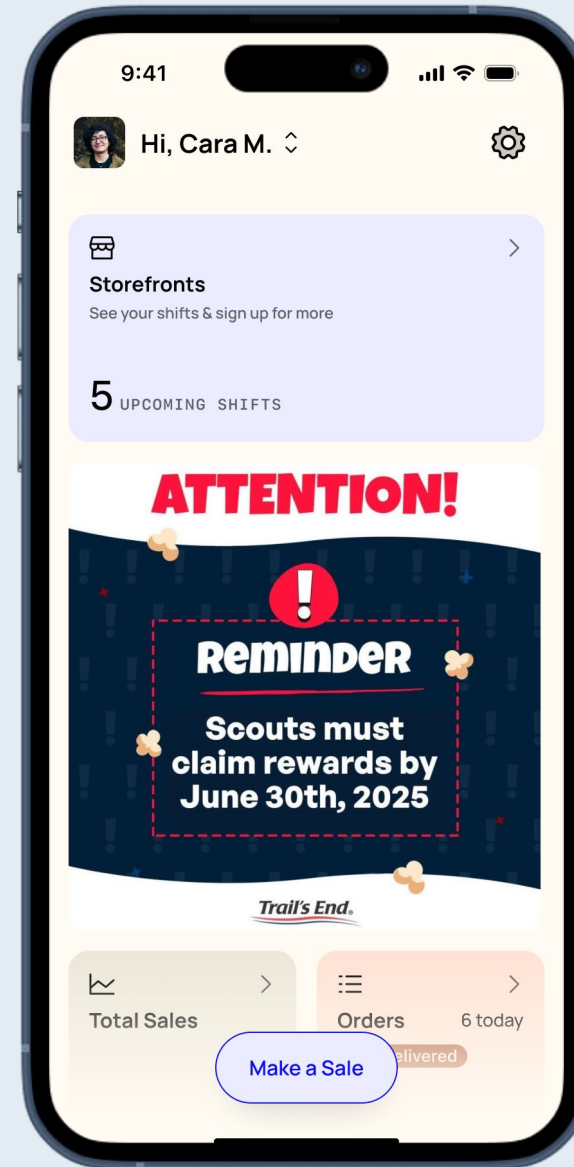 9:41
Hi, Cara M.
Storefronts
See your shifts & sign up for more
5 UPCOMING SHIFTS
ATTENTION!
REMINDER
Scouts must
claim rewards by
June 30th, 2025
Trail's End®
Total Sales
Orders 6 today
Make a Sale